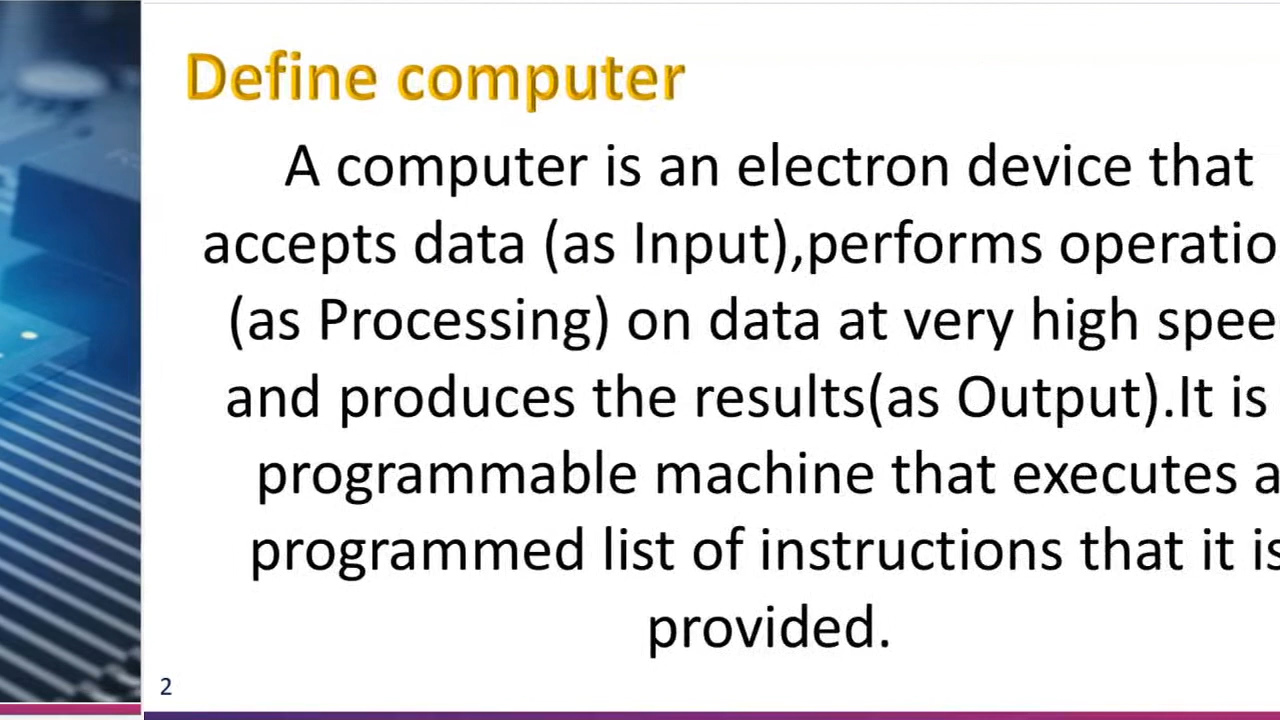 Define computer
A computer is an electron device that
accepts data (as Input),performs operatio
(as Processing) on data at very high spee
and produces the results(as Output).It is
programmable machine that executes a
programmed list of instructions that it is
provided.
2